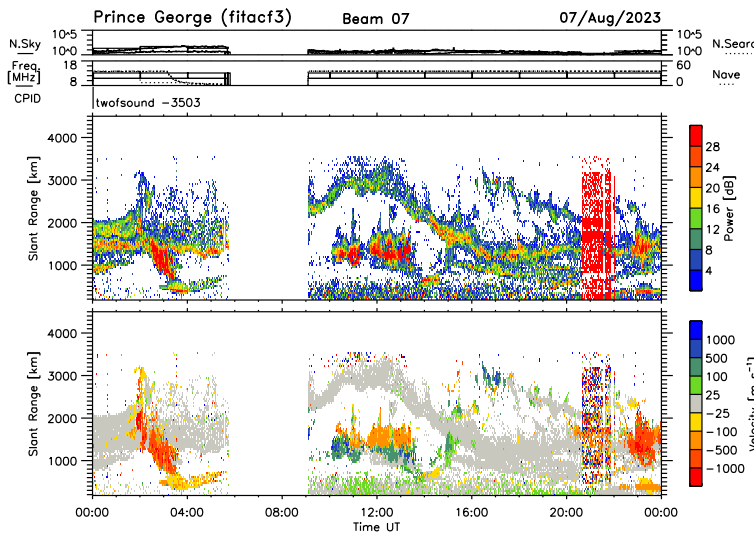 Prince George (fitacf3) Beam 07 07/Aug/2023
10^5 10^5
N.Sky 10^0 10^0 N.Searc
Freq. 18 60
[MHz] 8 0 Nave
CPID twofsound -3503
4000
3000
2000
1000
Slant Range [km]
28
24
20
16
12
8
4
Power [dB]
4000
3000
2000
1000
Slant Range [km]
1000
500
100
25
-25
-100
-500
-1000
00:00 04:00 08:00 12:00 16:00 20:00 00:00
Time UT